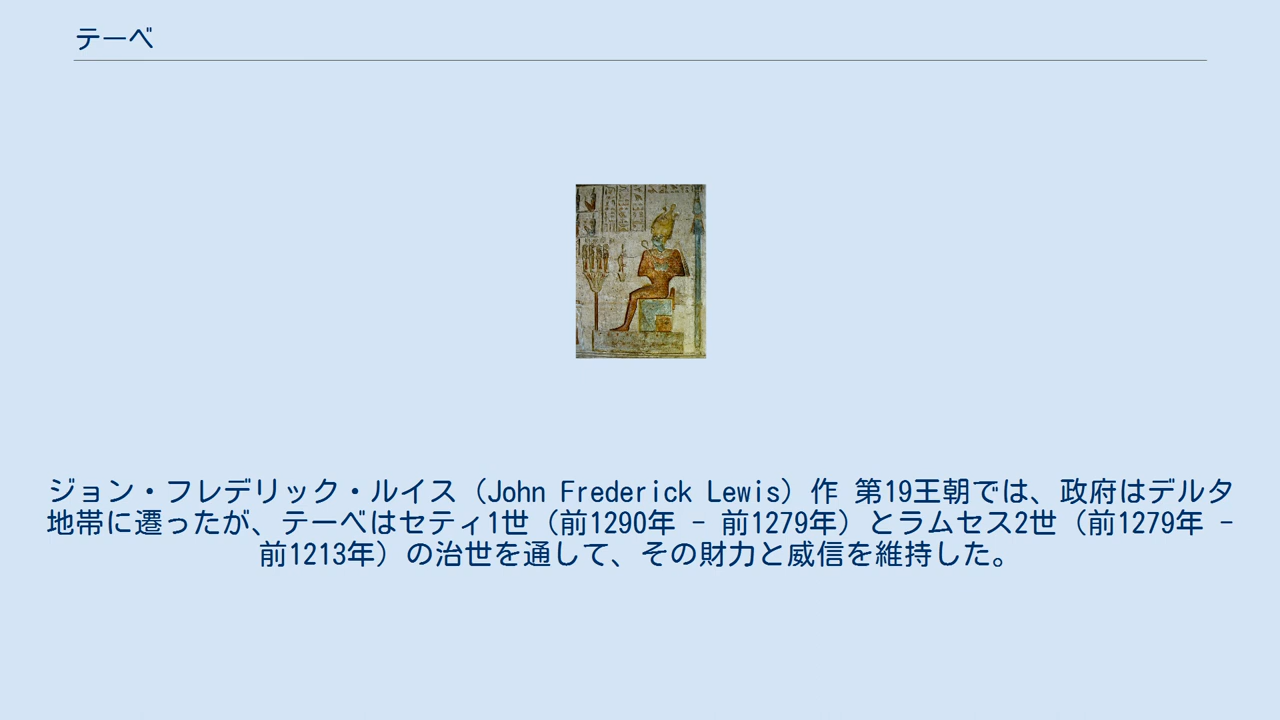 テーベ
ジョン・フレデリック・ルイス（John Frederick Lewis）作 第19王朝では、政府はデルタ
地帯に遷ったが、テーベはセティ1世（前1290年 - 前1279年）とラムセス2世（前1279年 -
前1213年）の治世を通して、その財力と威信を維持した。